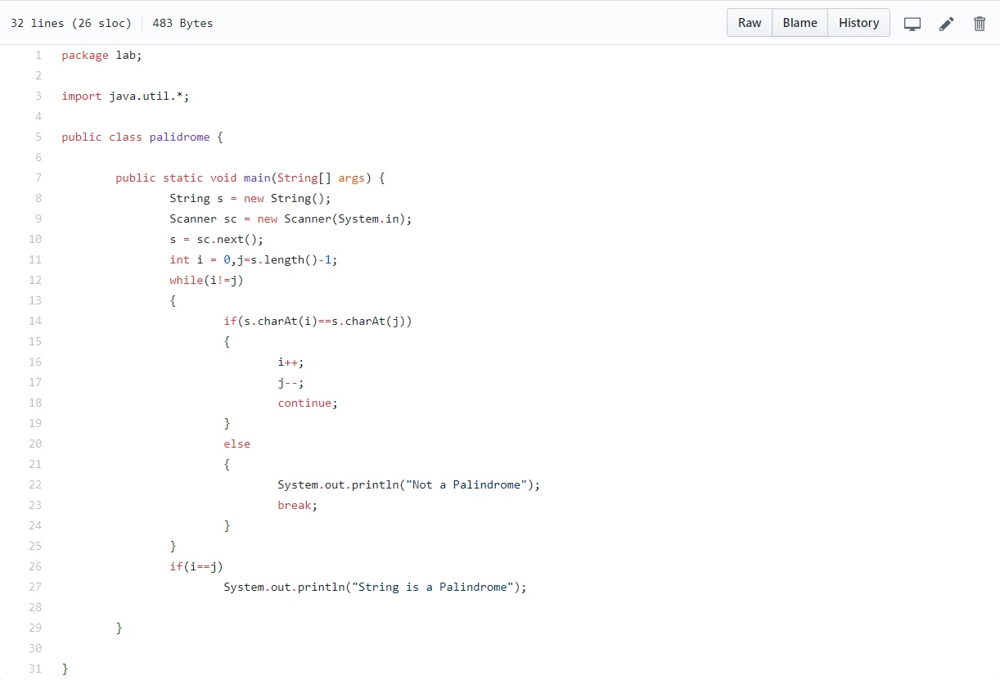 32 lines (26 sloc) 483 Bytes Raw Blame History
1 package lab;
2
3 import java.util.*;
4
5 public class palidrome {
6
7 public static void main(String[] args) {
8 String s = new String();
9 Scanner sc = new Scanner(System.in);
10 s = sc.next();
11 int i = 0,j=s.length()-1;
12 while(i!=j)
13 {
14 if(s.charAt(i)==s.charAt(j))
15 {
16 i++;
17 j--;
18 continue;
19 }
20 else
21 {
22 System.out.println("Not a Palindrome");
23 break;
24 }
25 }
26 if(i==j)
27 System.out.println("String is a Palindrome");
28
29 }
30
31 }